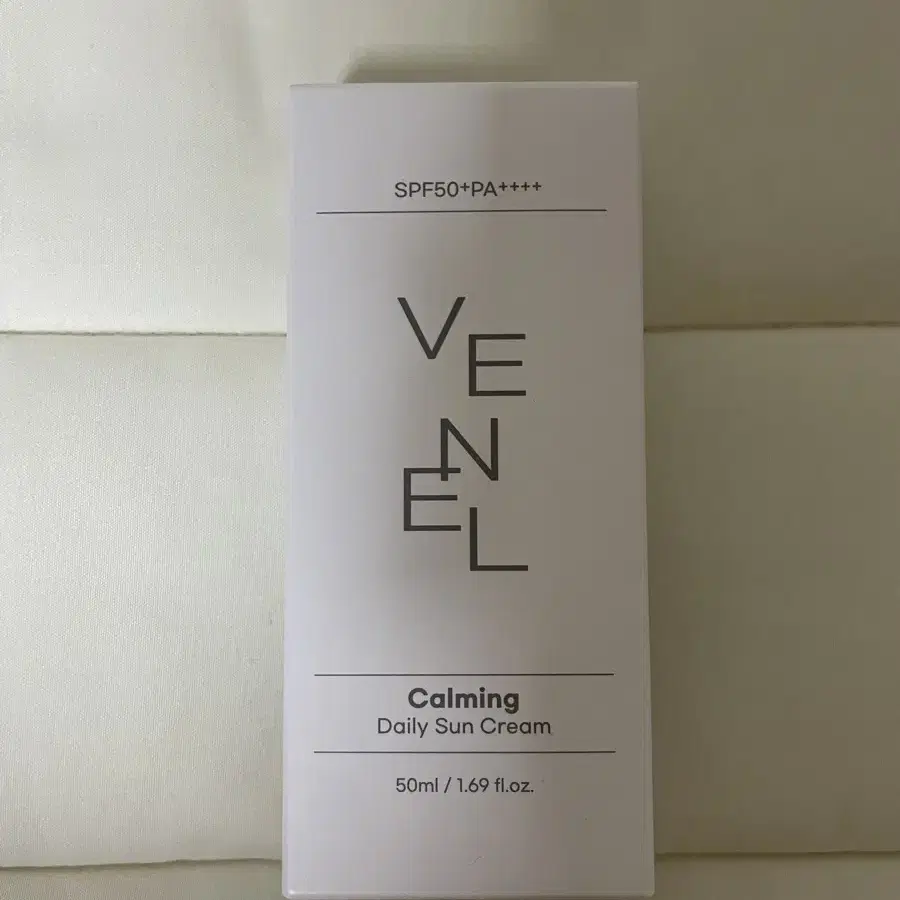 SPF50+PA++++
VENEL
Calming
Daily Sun Cream
50ml / 1.69 fl.oz.